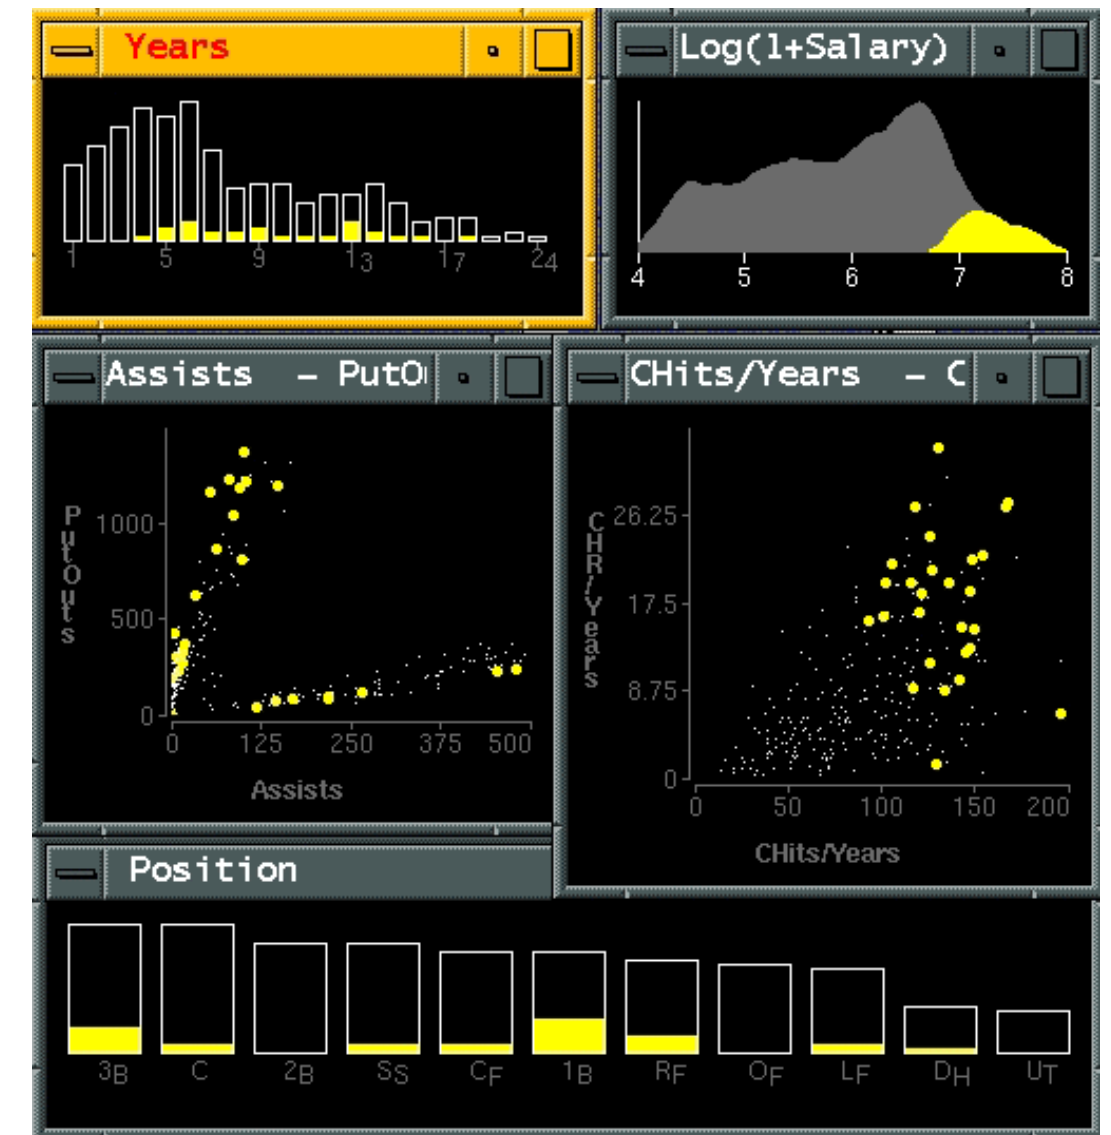 Years
1 5 9 13 17 24
Log(1+Salary)
4 5 6 7 8
Assists - PutO
PutOuts
1000
500
0
0 125 250 375 500
Assists
CHits/Years - C
CHR/Years
26.25
17.5
8.75
0
0 50 100 150 200
CHits/Years
Position
3B C 2B SS CF 1B RF OF LF DH UT